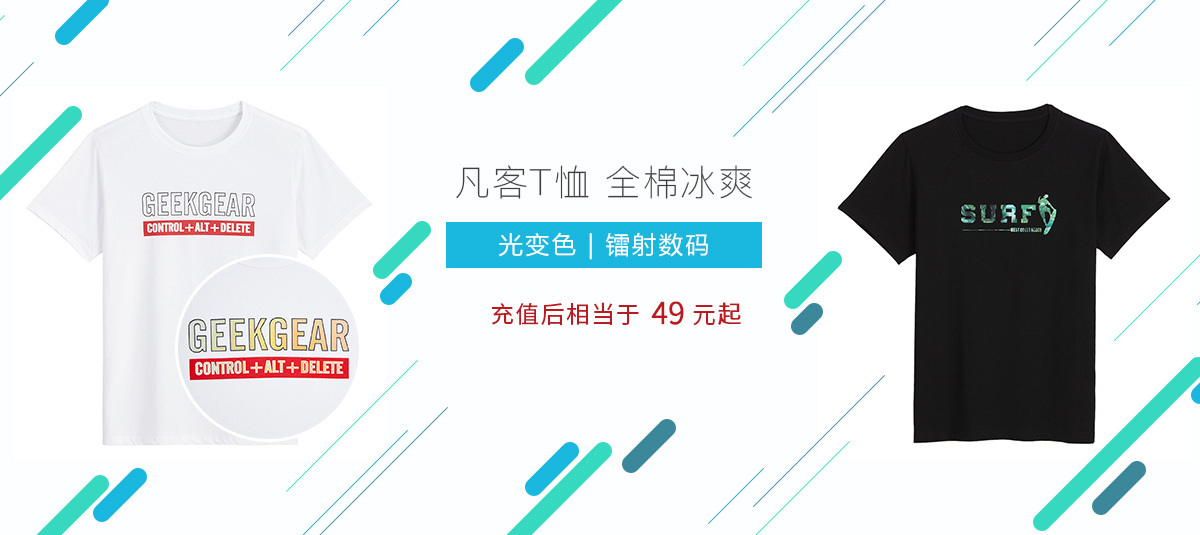 GEEKGEAR
CONTROL+ALT+DELETE
GEEKGEAR
CONTROL+ALT+DELETE
凡客T恤 全棉冰爽
光变色 | 镭射数码
充值后相当于 49 元起
SURF